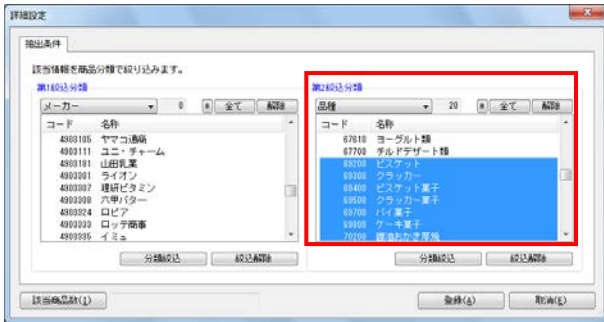 詳細設定
抽出条件
該当情報を商品分類で絞り込みます。
第1絞込分類
メーカー 0 全て 解除
コード 名称
4903105 ヤマコ通商
4903111 ユニ・チャーム
4903181 山田乳業
4903301 ライオン
4903307 理研ビタミン
4903308 六甲バター
4903324 ロピア
4903333 ロッテ商事
4903335 イミュ
分類絞込 絞込解除
第2絞込分類
品種 20 全て 解除
コード 名称
67610 ヨーグルト類
67700 チルドデザート類
69200 ビスケット
69300 クラッカー
69400 ビスケット菓子
69500 クラッカー菓子
69700 パイ菓子
69800 ケーキ菓子
70200
分類絞込 絞込解除
該当商品数(I) 登録(A) 取消(E)